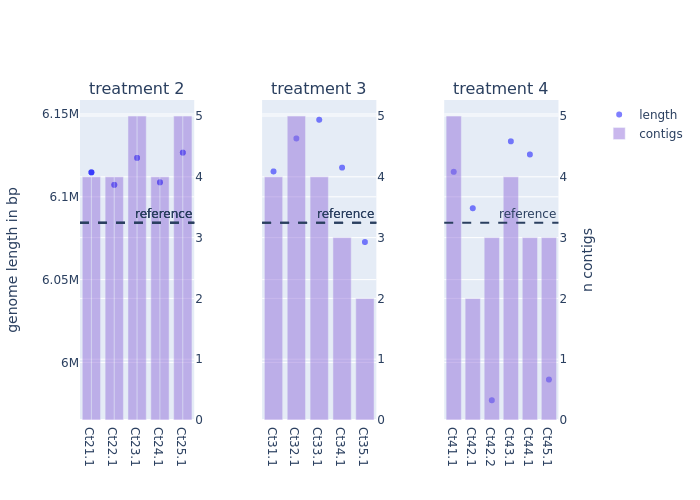 treatment 2
treatment 3
treatment 4
6.15M
6.1M
6.05M
6M
genome length in bp
5
4
3
2
1
0
5
4
3
2
1
0
5
4
3
2
1
0
n contigs
reference
reference
reference
Ct21.1
Ct22.1
Ct23.1
Ct24.1
Ct25.1
Ct31.1
Ct32.1
Ct33.1
Ct34.1
Ct35.1
Ct41.1
Ct42.1
Ct42.2
Ct43.1
Ct44.1
Ct45.1
length
contigs